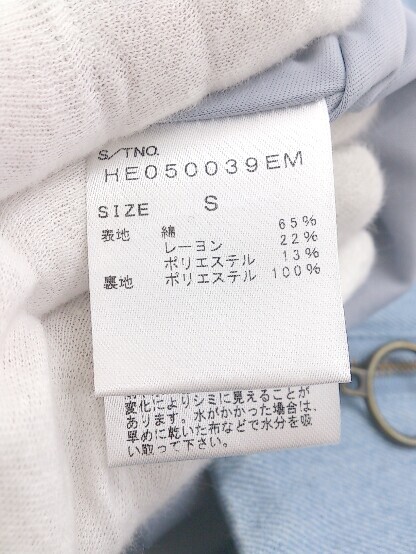 S/TNO.
HE050039EM
SIZE S
表地 綿 65%
レーヨン 22%
ポリエステル 13%
裏地 ポリエステル 100%
変化によりシミに見えることが
あります。水がかかった場合は、
早めに乾いた布などで水分を吸
い取って下さい。